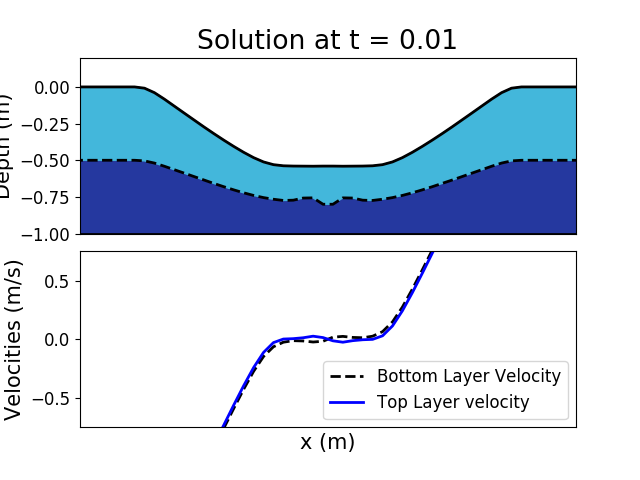 Solution at t = 0.01
Depth (m)
0.00
−0.25
−0.50
−0.75
−1.00
Velocities (m/s)
0.5
0.0
−0.5
Bottom Layer Velocity
Top Layer velocity
x (m)